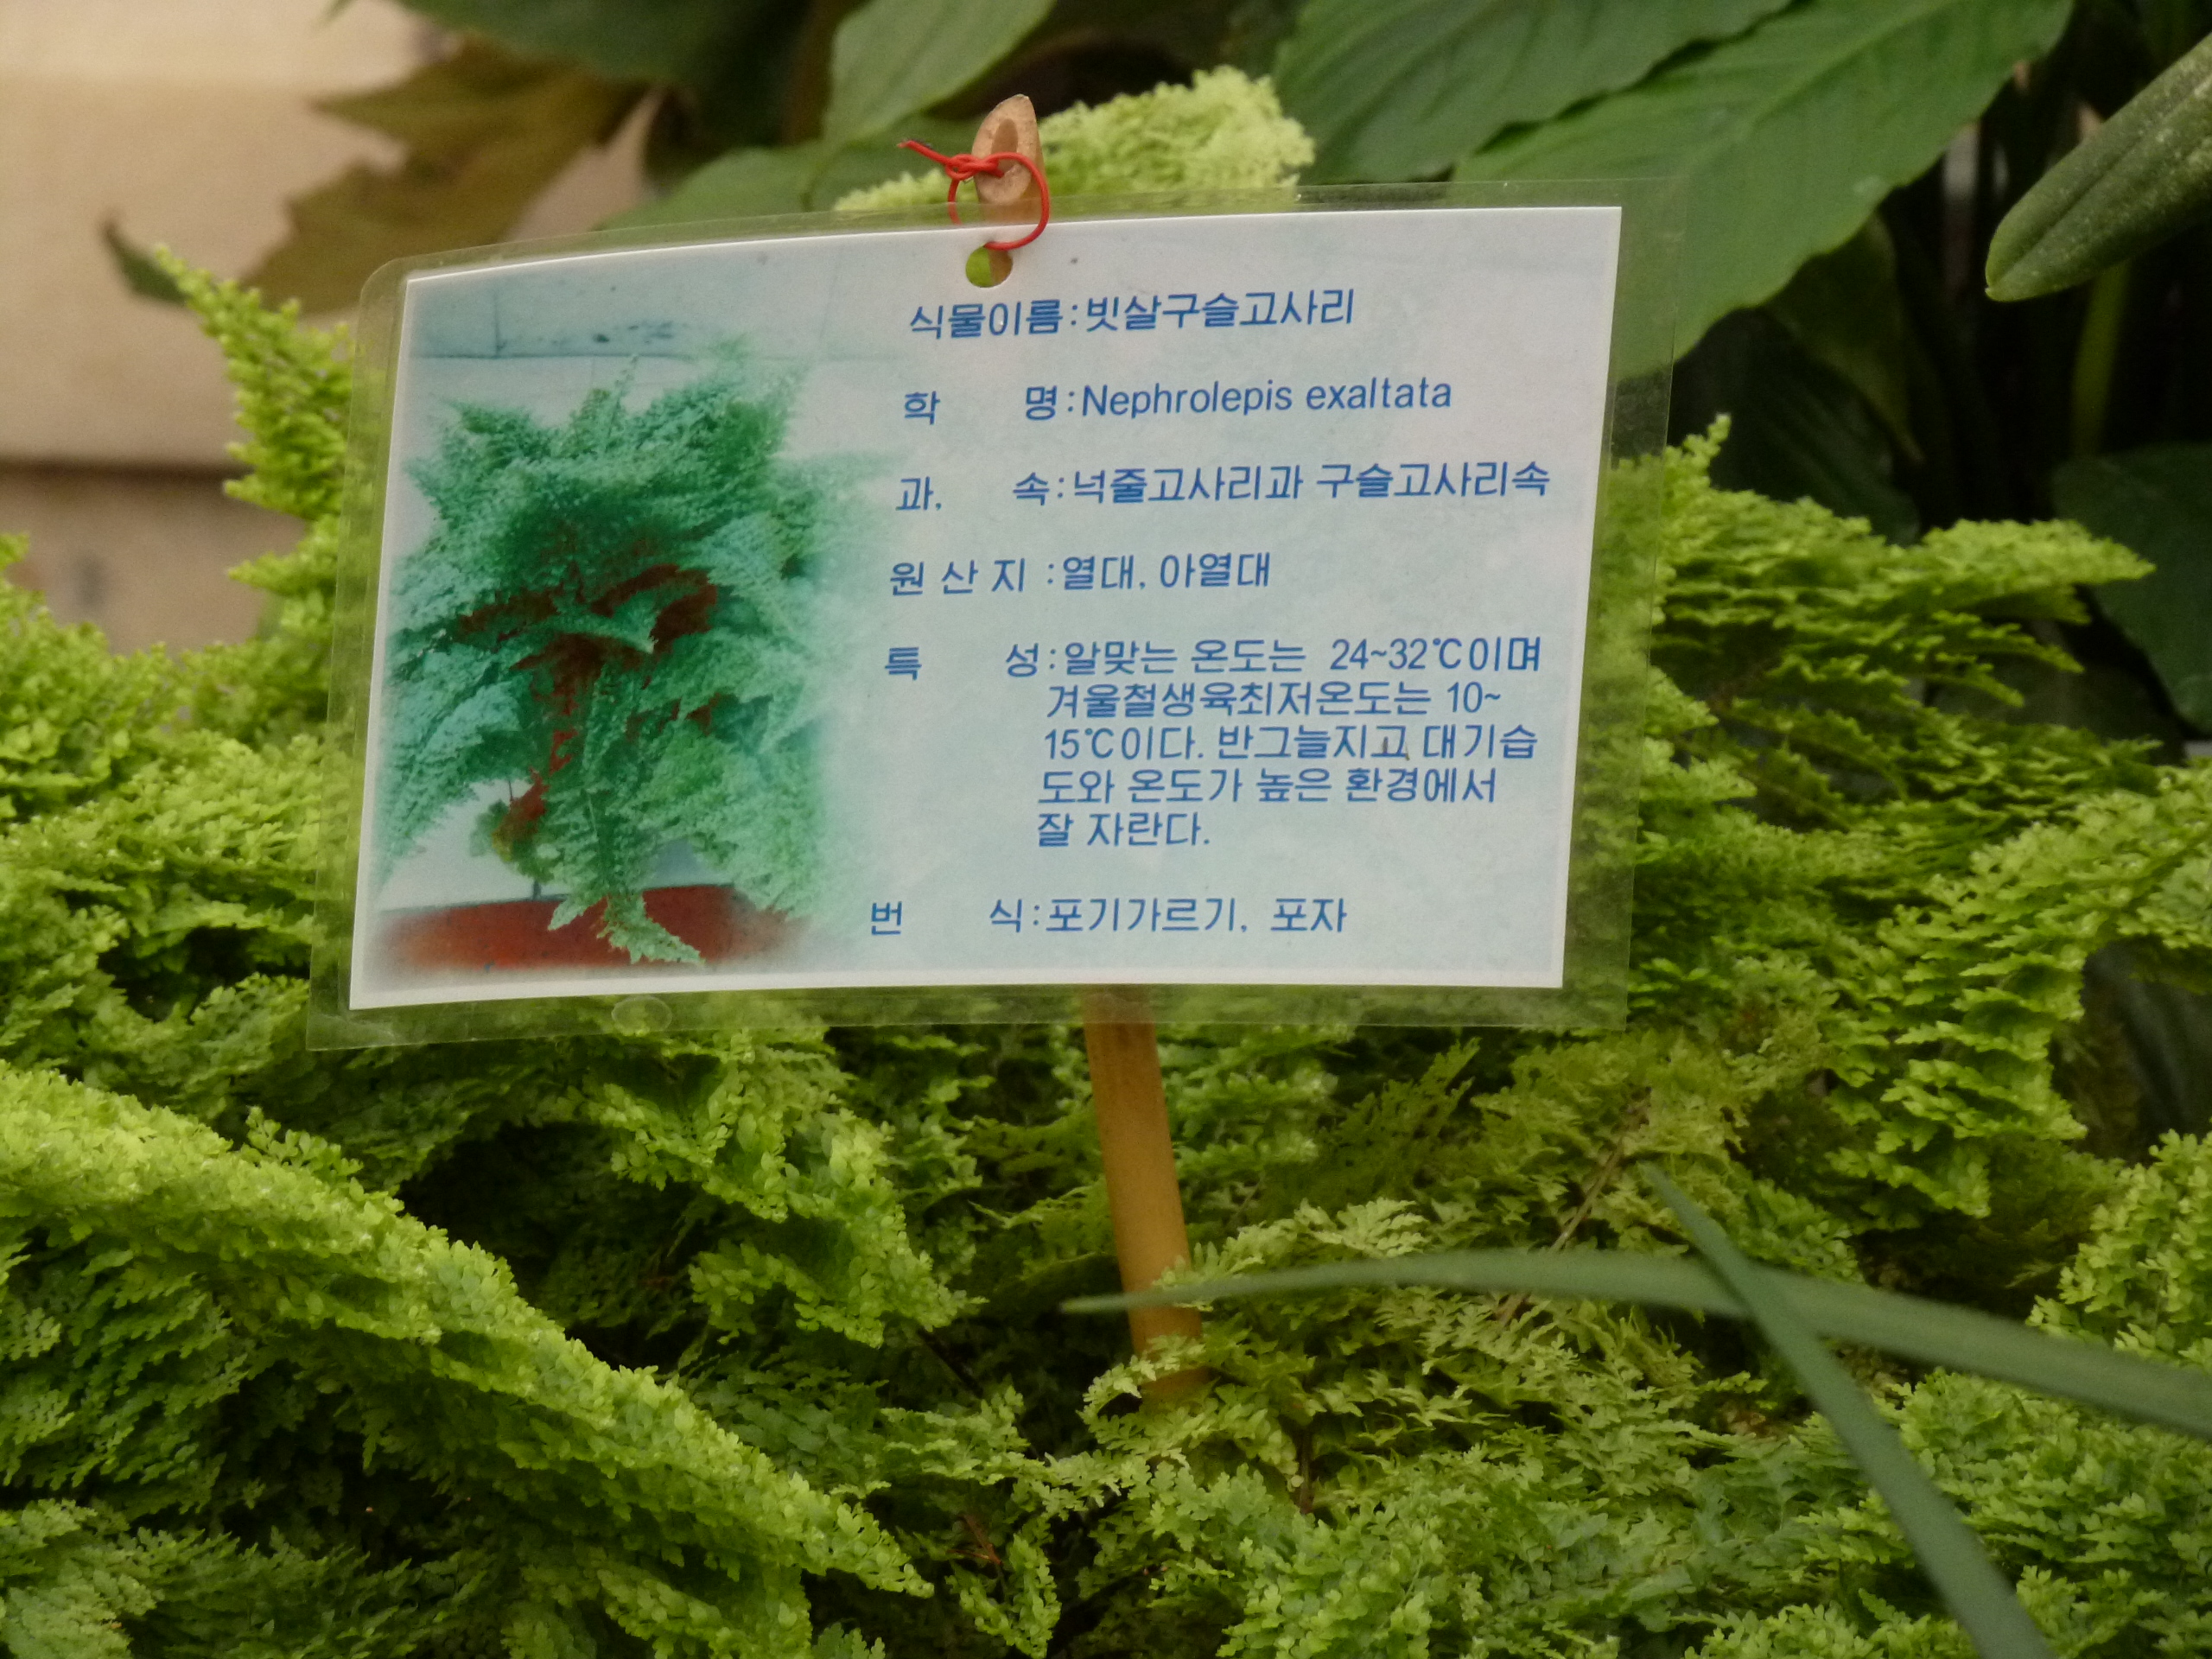 식물이름:빗살구슬고사리
학 명:Nephrolepis exaltata
과, 속:넉줄고사리과 구슬고사리속
원 산 지 :열대, 아열대
특 성:알맞는 온도는 24~32℃이며
겨울철생육최저온도는 10~
15℃이다. 반그늘지고 대기습
도와 온도가 높은 환경에서
잘 자란다.
번 식:포기가르기, 포자